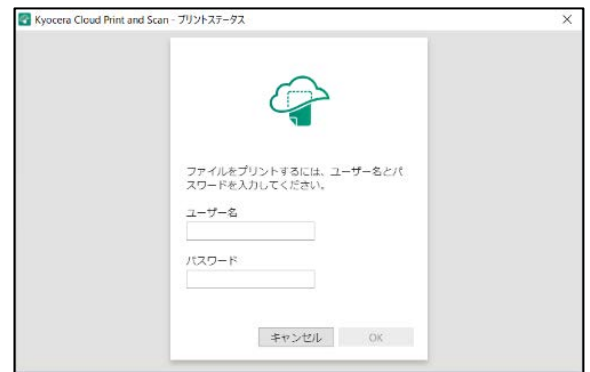 Kyocera Cloud Print and Scan - プリントステータス
ファイルをプリントするには、ユーザー名とパ
スワードを入力してください。
ユーザー名
パスワード
キャンセル
OK